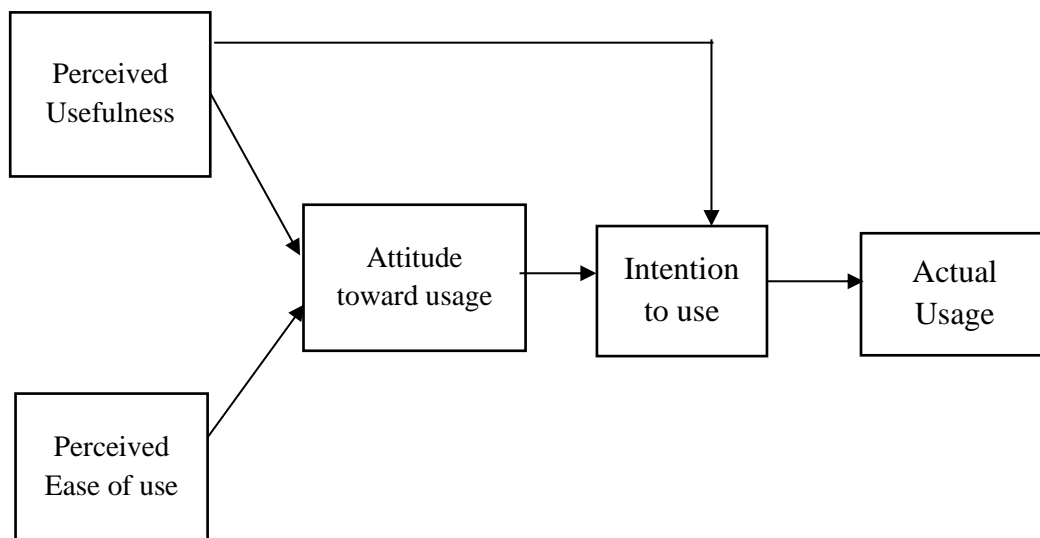 Perceived
Usefulness
Attitude
toward usage
Intention
to use
Actual
Usage
Perceived
Ease of use